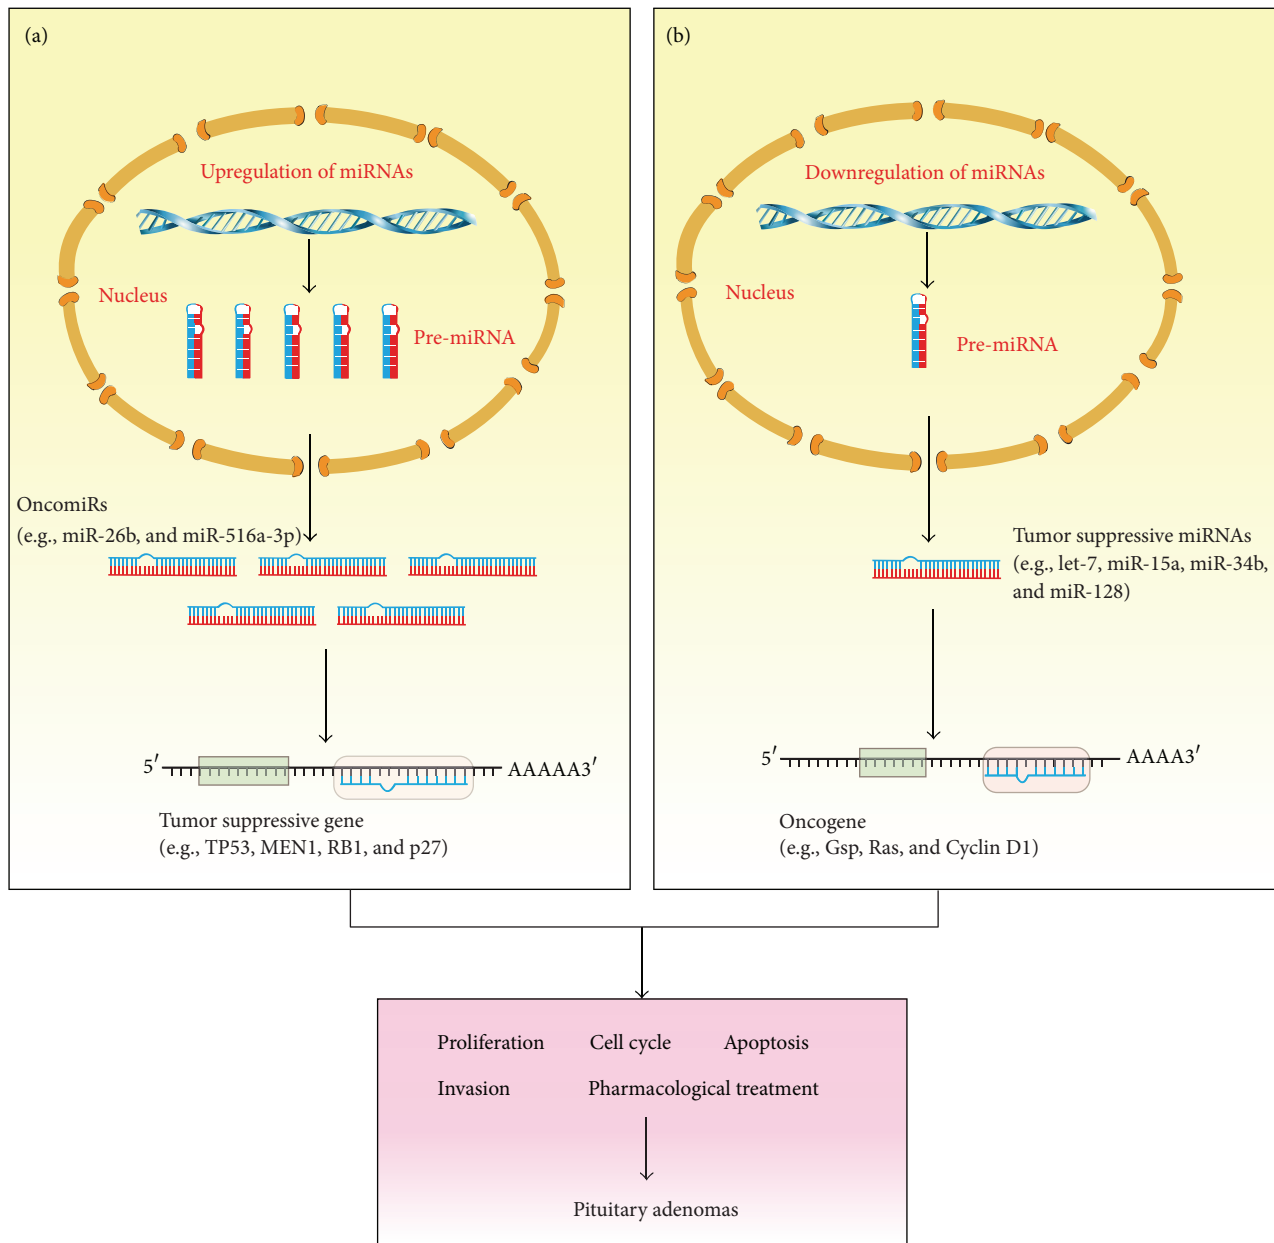 (a)
Upregulation of miRNAs
Nucleus
Pre-miRNA
OncomiRs
(e.g., miR-26b, and miR-516a-3p)
5′
AAAAA3′
Tumor suppressive gene
(e.g., TP53, MEN1, RB1, and p27)
(b)
Downregulation of miRNAs
Nucleus
Pre-miRNA
Tumor suppressive miRNAs
(e.g., let-7, miR-15a, miR-34b,
and miR-128)
5′
AAAA3′
Oncogene
(e.g., Gsp, Ras, and Cyclin D1)
Proliferation Cell cycle Apoptosis
Invasion Pharmacological treatment
Pituitary adenomas